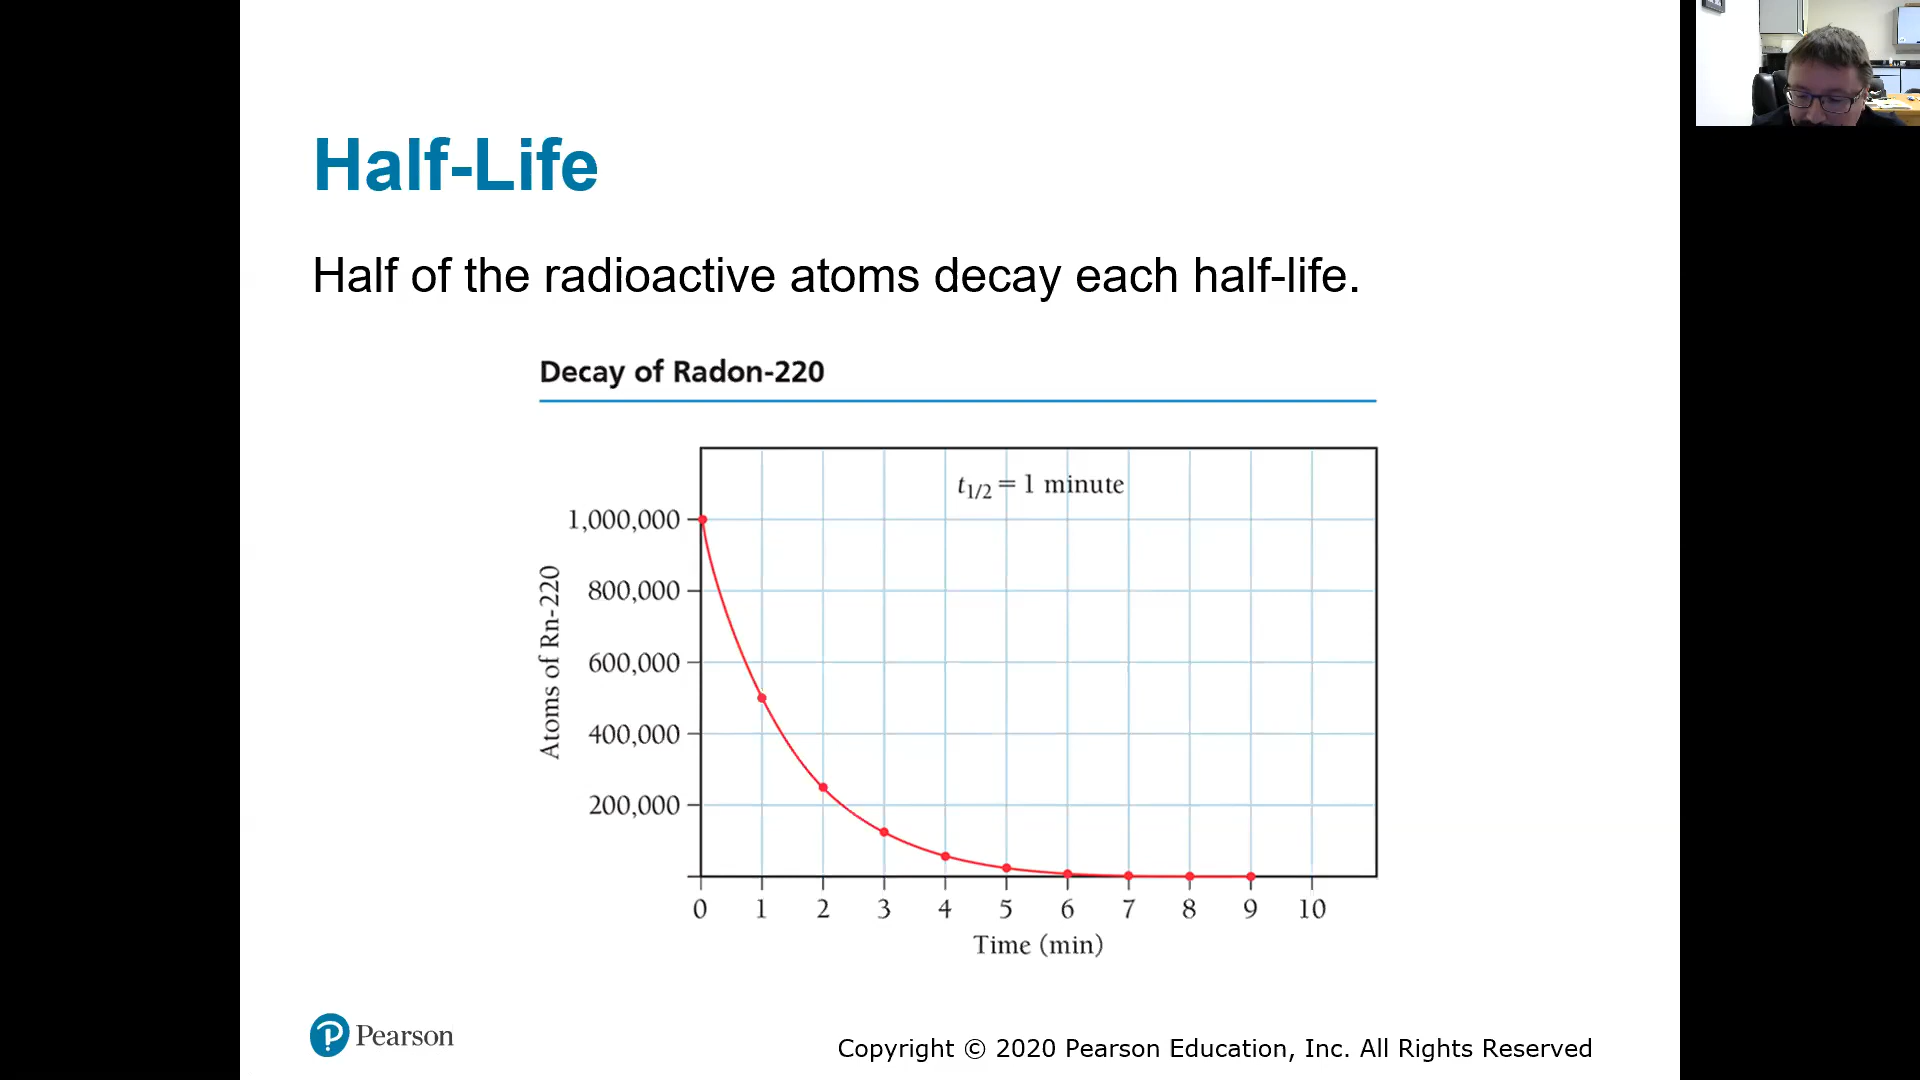 Half-Life
Half of the radioactive atoms decay each half-life.
Decay of Radon-220
t1/2 = 1 minute
Atoms of Rn-220
1,000,000
800,000
600,000
400,000
200,000
0 1 2 3 4 5 6 7 8 9 10
Time (min)
Pearson
Copyright © 2020 Pearson Education, Inc. All Rights Reserved